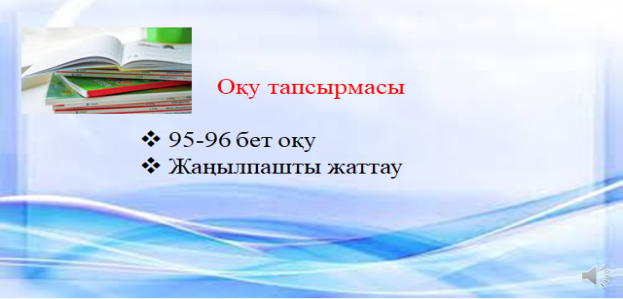 Оқу тапсырмасы
❖ 95-96 бет оқу
❖ Жаңылпашты жаттау